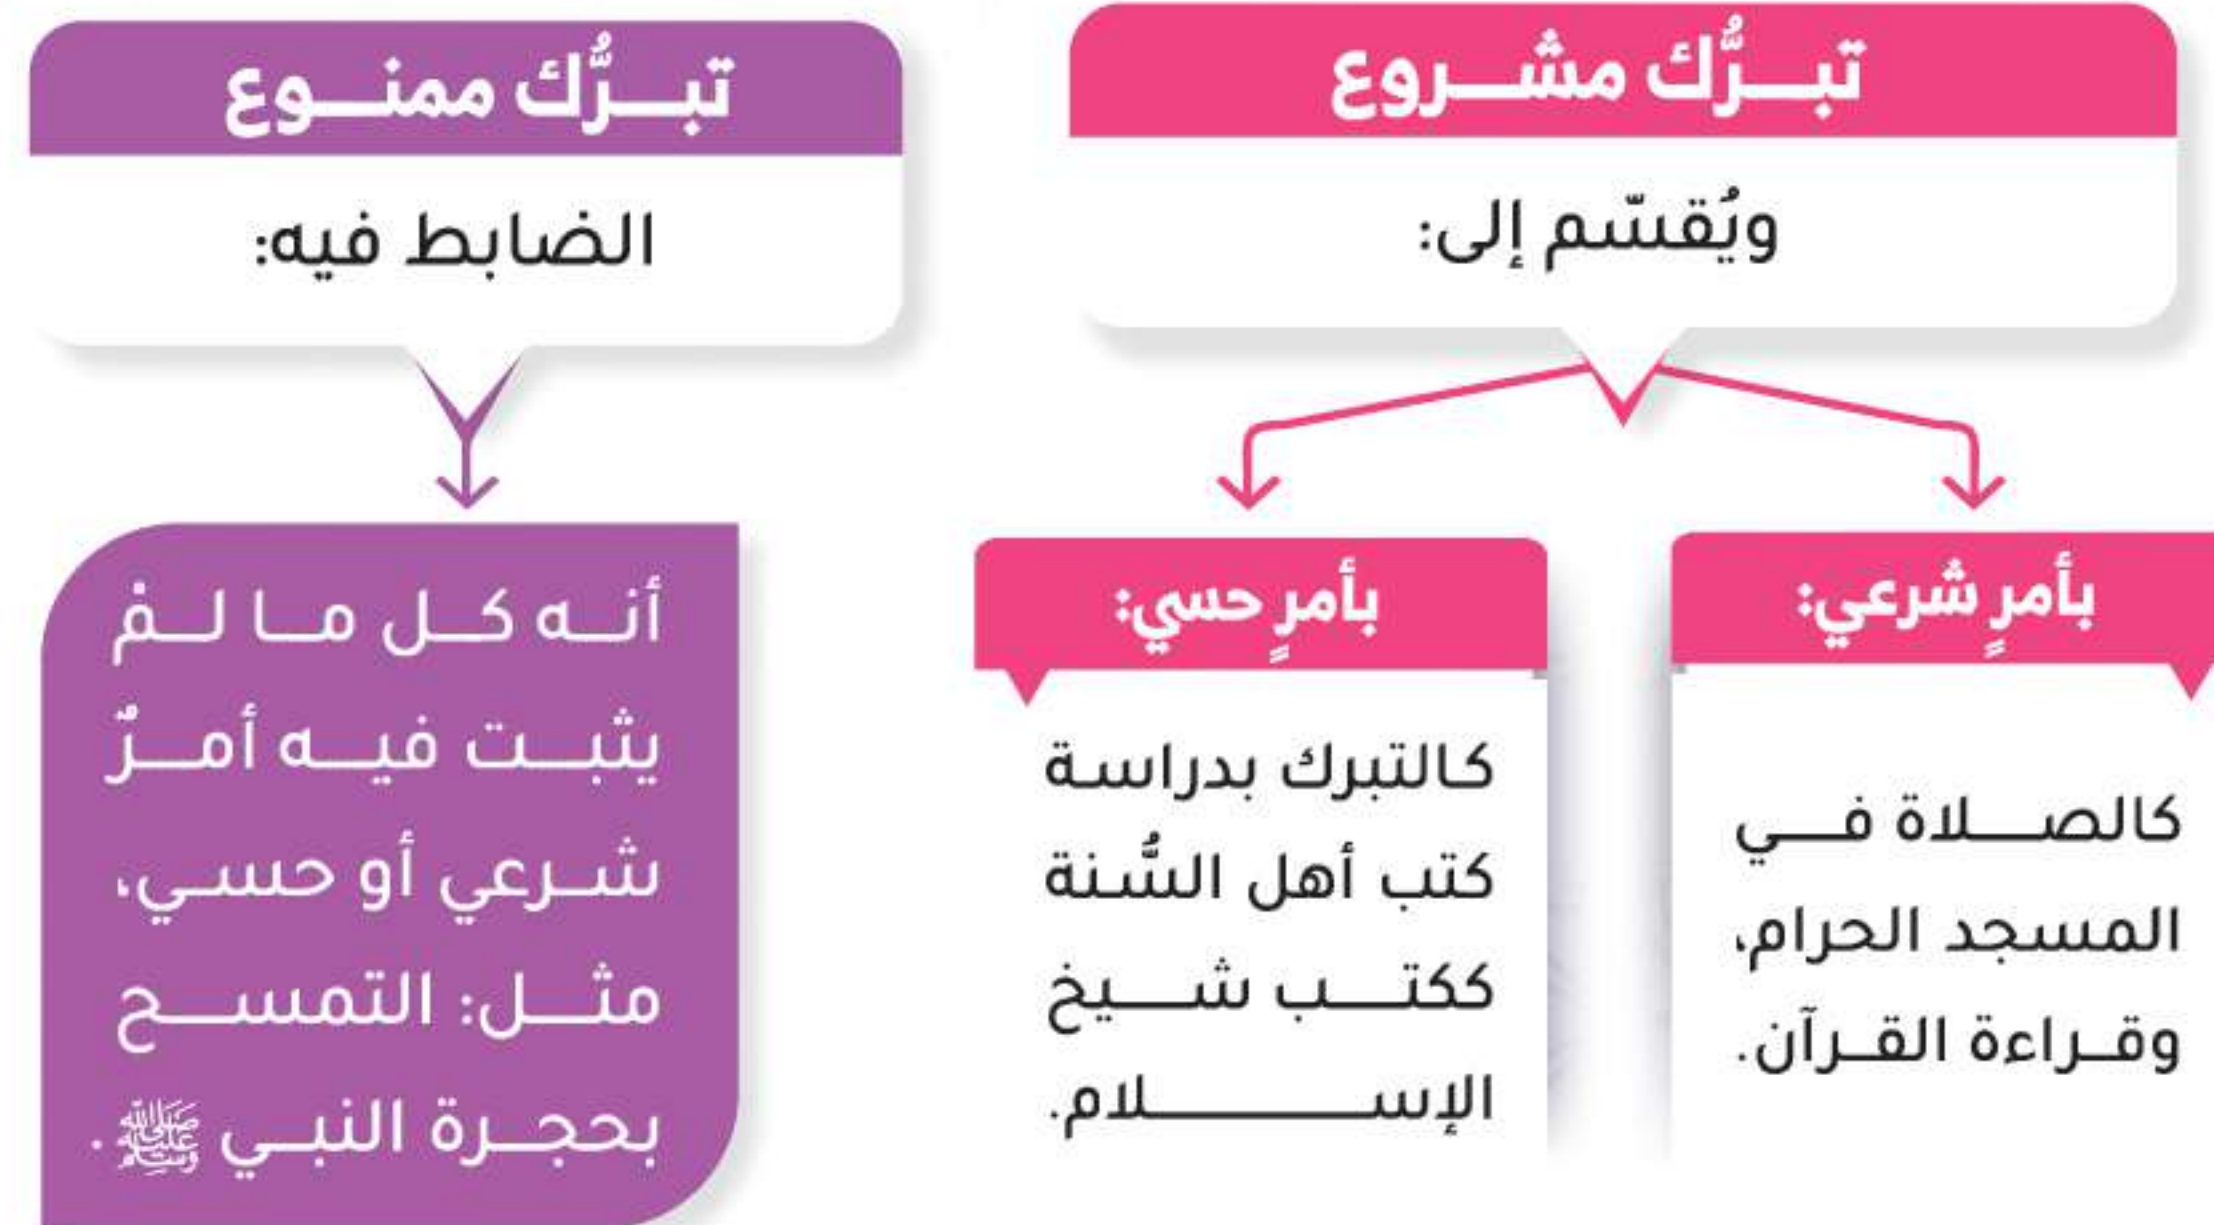 تبرُّك مشروع
ويُقسّم إلى:
بأمرٍ شرعي:
كالصلاة في
المسجد الحرام،
وقراءة القرآن.
بأمرٍ حسي:
كالتبرك بدراسة
كتب أهل السُّنة
ككتب شيخ
الإسلام.
تبرُّك ممنوع
الضابط فيه:
أنه كل ما لمْ
يثبت فيه أمرٌ
شرعي أو حسي،
مثل: التمسح
بحجرة النبي ﷺ.